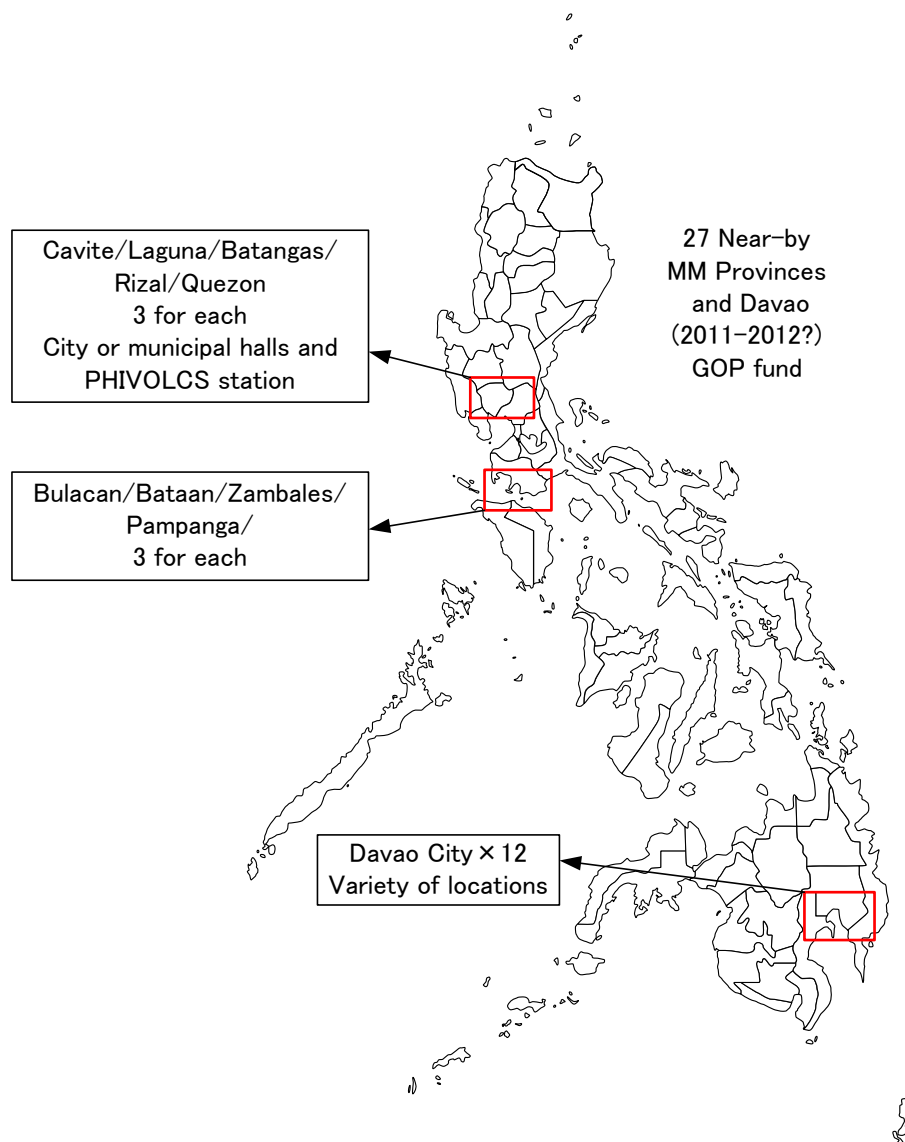 Cavite/Laguna/Batangas/
Rizal/Quezon
3 for each
City or municipal halls and
PHIVOLCS station
27 Near-by
MM Provinces
and Davao
(2011-2012?)
GOP fund
Bulacan/Bataan/Zambales/
Pampanga/
3 for each
Davao City×12
Variety of locations